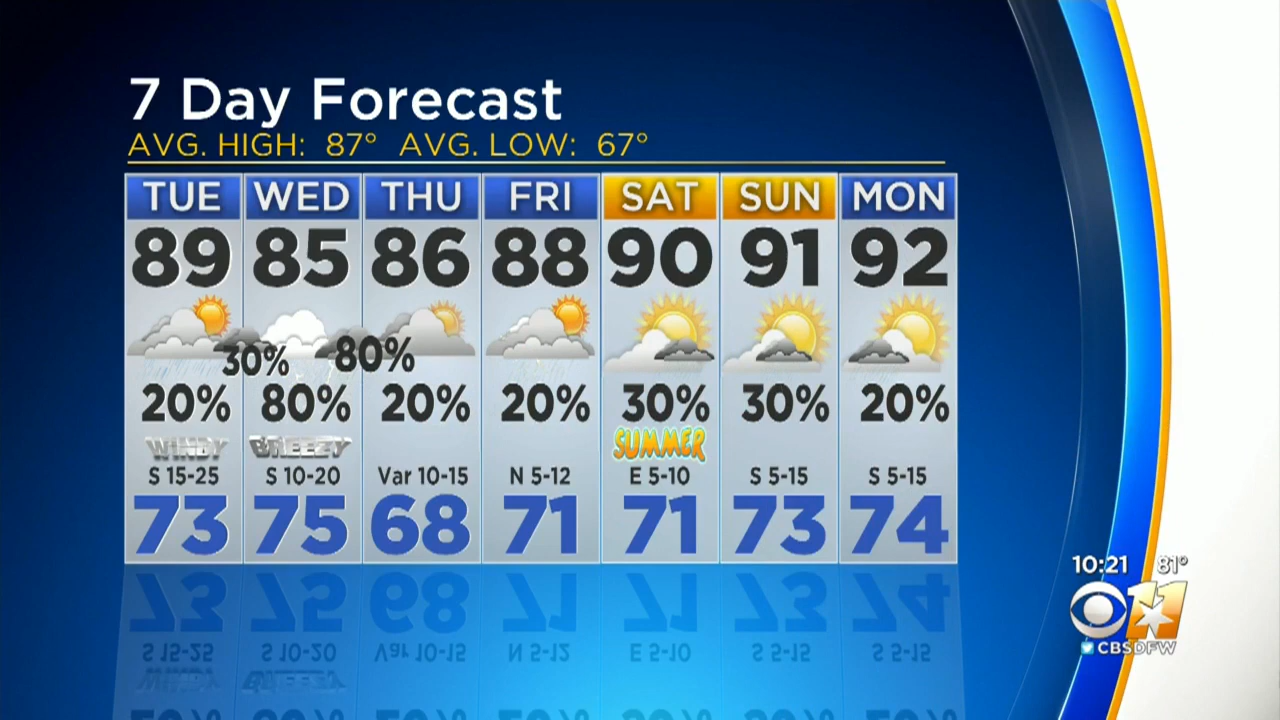 7 Day Forecast
AVG. HIGH: 87° AVG. LOW: 67°
TUE WED THU FRI SAT SUN MON
89 85 86 88 90 91 92
30% 80%
20% 80% 20% 20% 30% 30% 20%
WINDY BREEZY SUMMER
S 15-25 S 10-20 Var 10-15 N 5-12 E 5-10 S 5-15 S 5-15
73 75 68 71 71 73 74
10:21 81°
11
CBSDFW